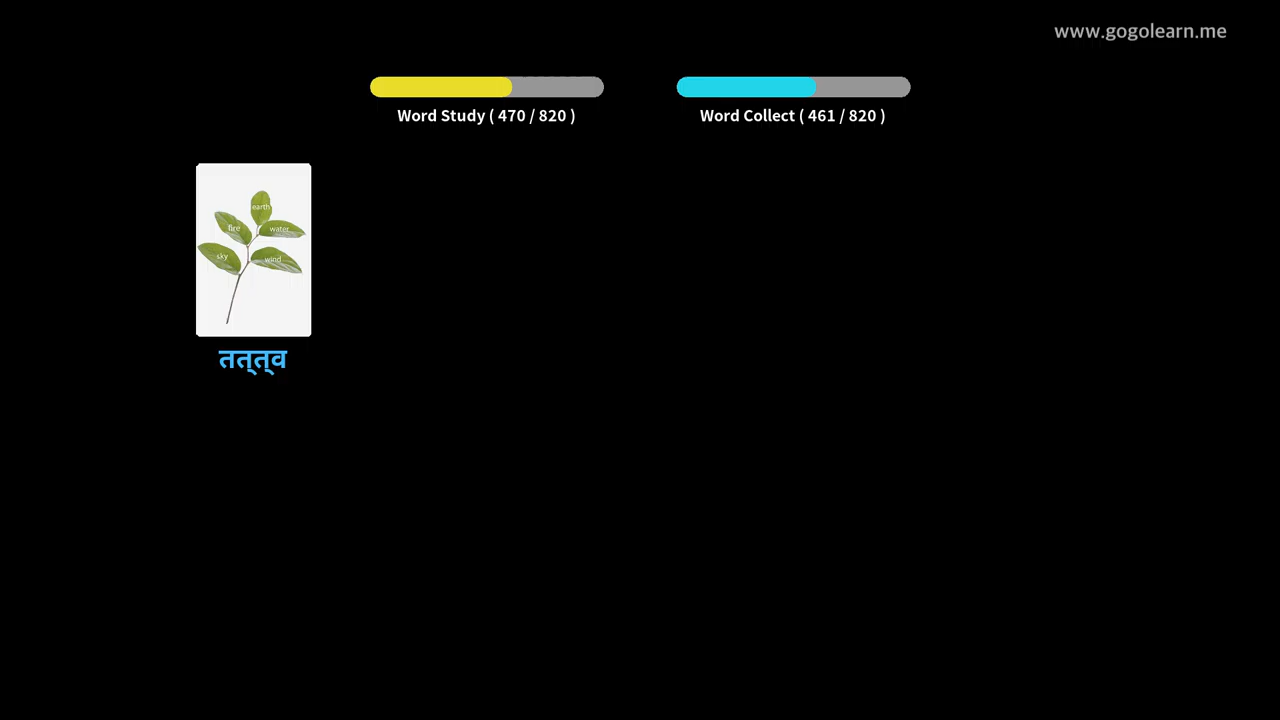 www.gogolearn.me
Word Study ( 470 / 820 )
Word Collect ( 461 / 820 )
earth
fire
water
sky
wind
तत्त्व